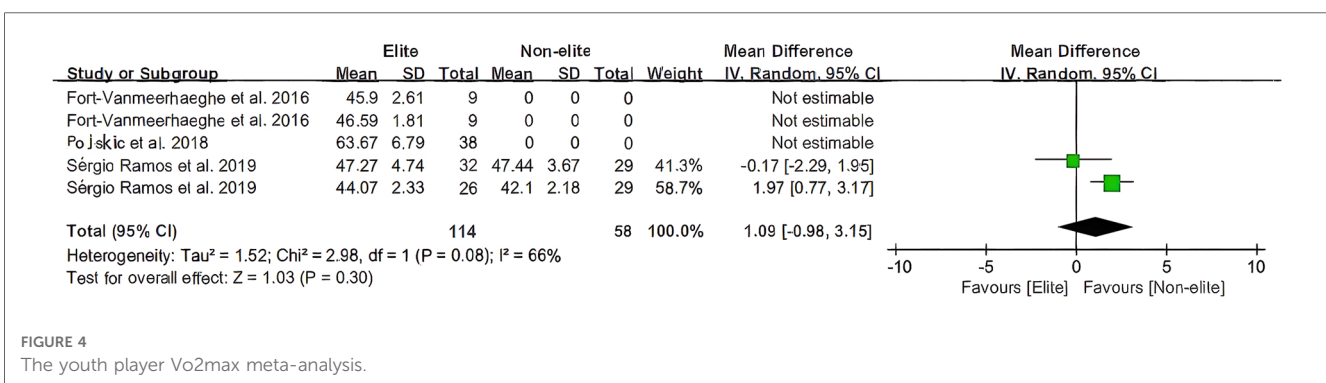 Elite Non-elite Mean Difference Mean Difference
Study or Subgroup Mean SD Total Mean SD Total Weight IV, Random, 95% CI IV, Random, 95% CI
Fort-Vanmeerhaeghe et al. 2016 45.9 2.61 9 0 0 0 Not estimable
Fort-Vanmeerhaeghe et al. 2016 46.59 1.81 9 0 0 0 Not estimable
Pojskic et al. 2018 63.67 6.79 38 0 0 0 Not estimable
Sérgio Ramos et al. 2019 47.27 4.74 32 47.44 3.67 29 41.3% -0.17 [-2.29, 1.95]
Sérgio Ramos et al. 2019 44.07 2.33 26 42.1 2.18 29 58.7% 1.97 [0.77, 3.17]
Total (95% CI) 114 58 100.0% 1.09 [-0.98, 3.15]
Heterogeneity: Tau² = 1.52; Chi² = 2.98, df = 1 (P = 0.08); I² = 66%
Test for overall effect: Z = 1.03 (P = 0.30)
-10 -5 0 5 10
Favours [Elite] Favours [Non-elite]
FIGURE 4
The youth player Vo2max meta-analysis.